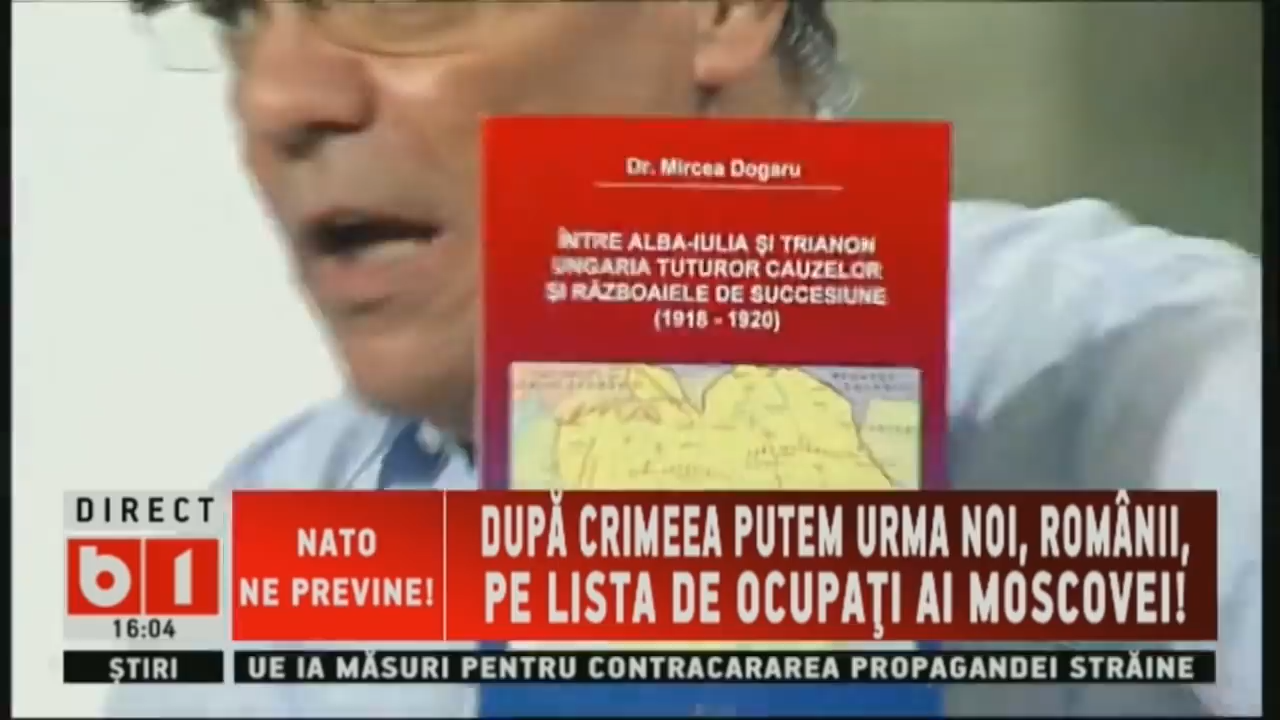 Dr. Mircea Dogaru
ÎNTRE ALBA-IULIA ŞI TRIANON
UNGARIA TUTUROR CAUZELOR
ŞI RĂZBOAIELE DE SUCCESIUNE
(1918 - 1920)
DIRECT
b1
16:04
NATO
NE PREVINE!
DUPĂ CRIMEEA PUTEM URMA NOI, ROMÂNII,
PE LISTA DE OCUPAŢI AI MOSCOVEI!
ŞTIRI
UE IA MĂSURI PENTRU CONTRACARAREA PROPAGANDEI STRĂINE